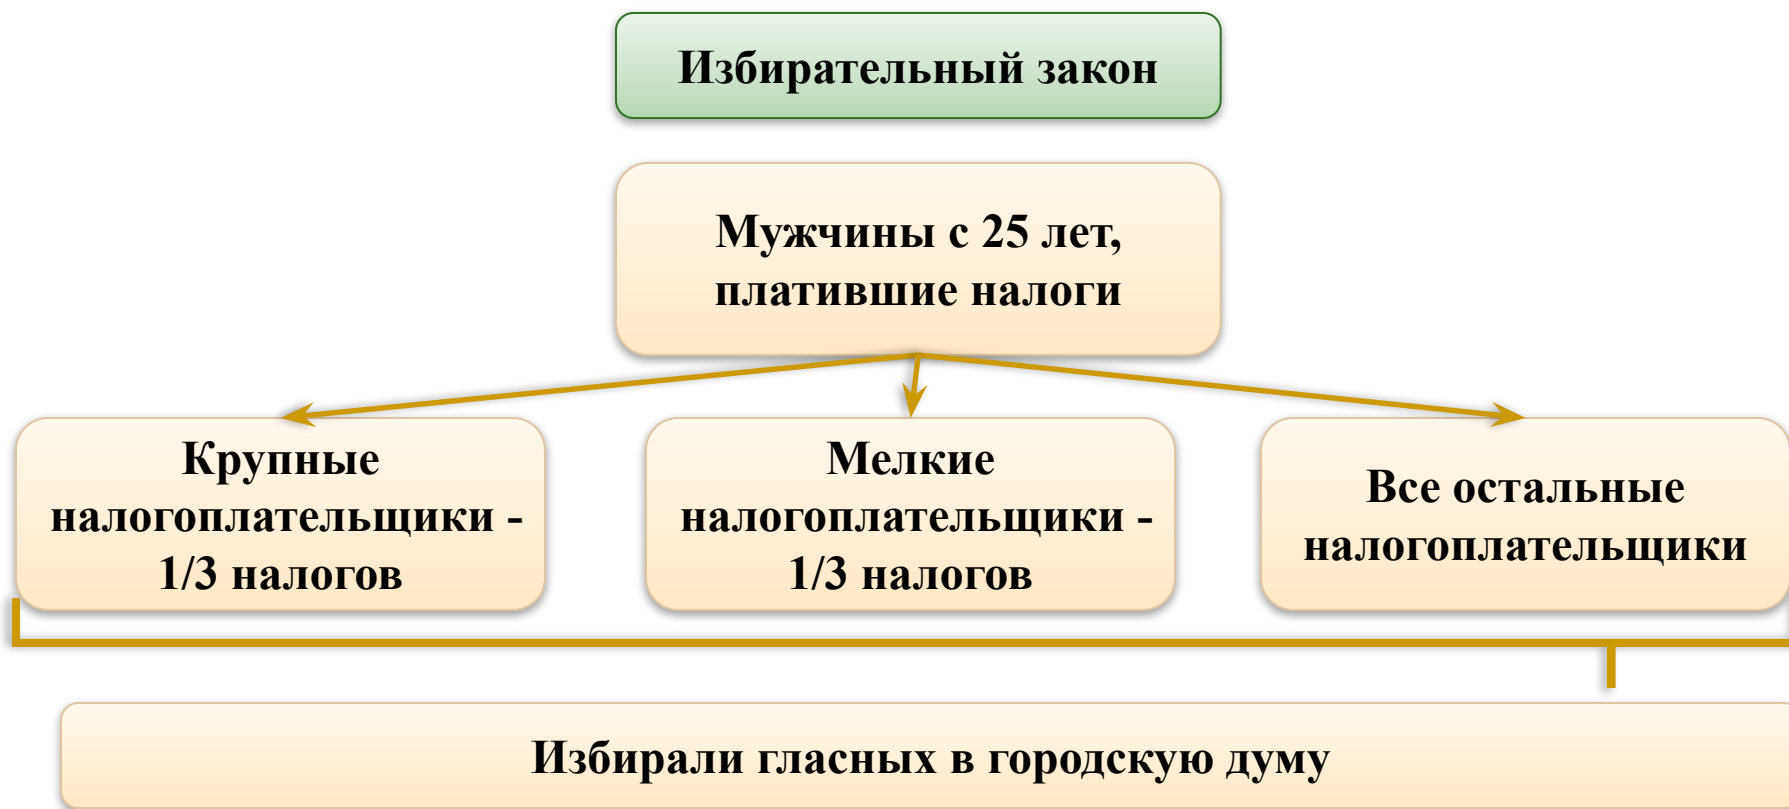 Избирательный закон
Мужчины с 25 лет,
платившие налоги
Крупные
налогоплательщики -
1/3 налогов
Мелкие
налогоплательщики -
1/3 налогов
Все остальные
налогоплательщики
Избирали гласных в городскую думу